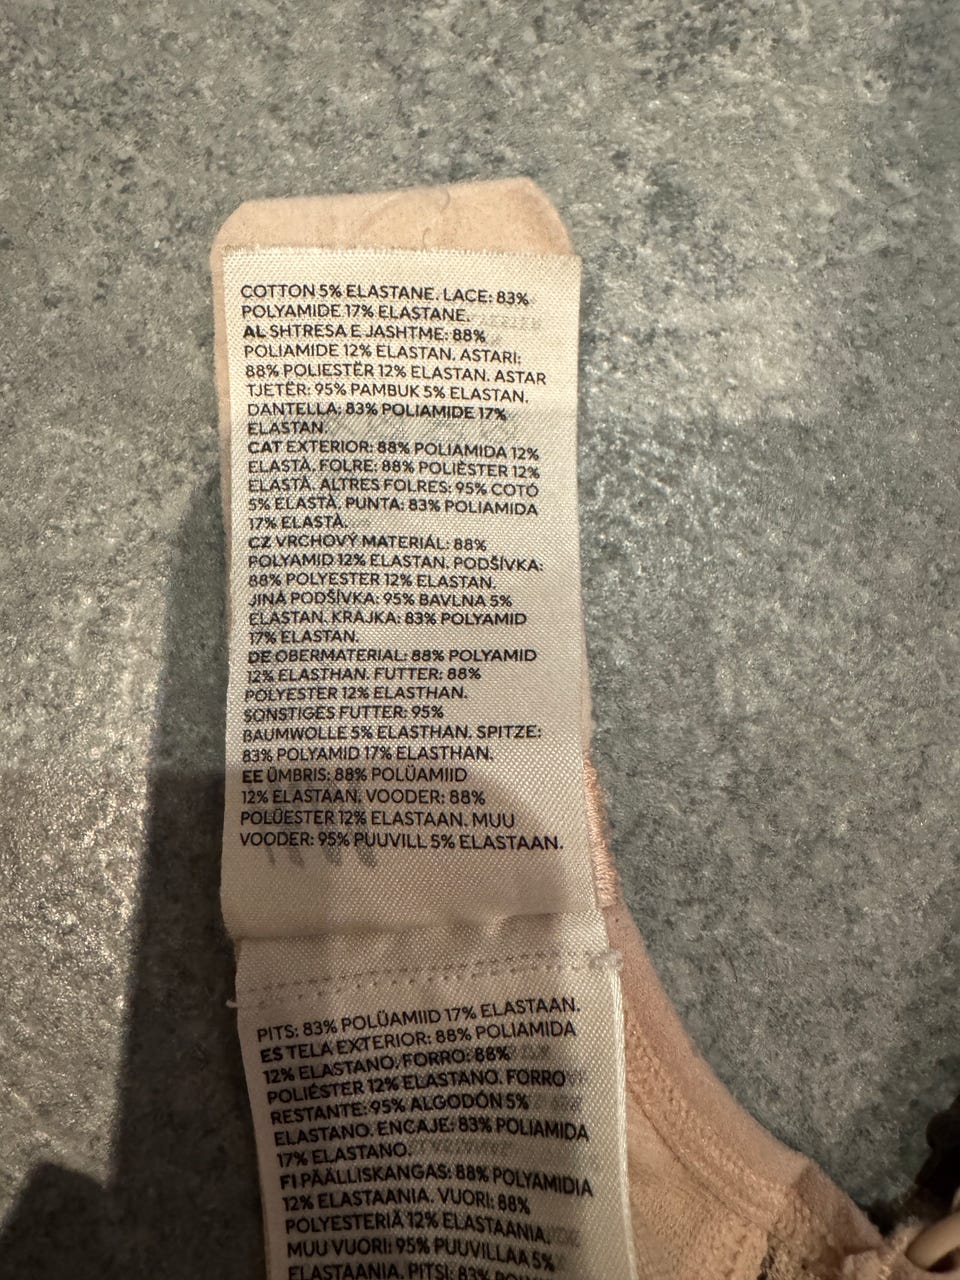 COTTON 5% ELASTANE. LACE: 83%
POLYAMIDE 17% ELASTANE.
AL SHTRESA E JASHTME: 88%
POLIAMIDE 12% ELASTAN. ASTARI:
88% POLIESTËR 12% ELASTAN. ASTAR
TJETËR: 95% PAMBUK 5% ELASTAN.
DANTELLA: 83% POLIAMIDE 17%
ELASTAN.
CAT EXTERIOR: 88% POLIAMIDA 12%
ELASTÀ. FOLRE: 88% POLIÈSTER 12%
ELASTÀ. ALTRES FOLRES: 95% COTÓ
5% ELASTÀ. PUNTA: 83% POLIAMIDA
17% ELASTÀ.
CZ VRCHOVÝ MATERIÁL: 88%
POLYAMID 12% ELASTAN. PODŠÍVKA:
88% POLYESTER 12% ELASTAN.
JINÁ PODŠÍVKA: 95% BAVLNA 5%
ELASTAN. KRAJKA: 83% POLYAMID
17% ELASTAN.
DE OBERMATERIAL: 88% POLYAMID
12% ELASTHAN. FUTTER: 88%
POLYESTER 12% ELASTHAN.
SONSTIGES FUTTER: 95%
BAUMWOLLE 5% ELASTHAN. SPITZE:
83% POLYAMID 17% ELASTHAN.
EE ÜMBRIS: 88% POLÜAMIID
12% ELASTAAN. VOODER: 88%
POLÜESTER 12% ELASTAAN. MUU
VOODER: 95% PUUVILL 5% ELASTAAN.
PITS: 83% POLÜAMIID 17% ELASTAAN.
ES TELA EXTERIOR: 88% POLIAMIDA
12% ELASTANO. FORRO: 88%
POLIÉSTER 12% ELASTANO. FORRO
RESTANTE: 95% ALGODÓN 5%
ELASTANO. ENCAJE: 83% POLIAMIDA
17% ELASTANO.
FI PÄÄLLISKANGAS: 88% POLYAMIDIA
12% ELASTAANIA. VUORI: 88%
POLYESTERIÄ 12% ELASTAANIA.
MUU VUORI: 95% PUUVILLAA 5%
ELASTAANIA. PITSI: 83%